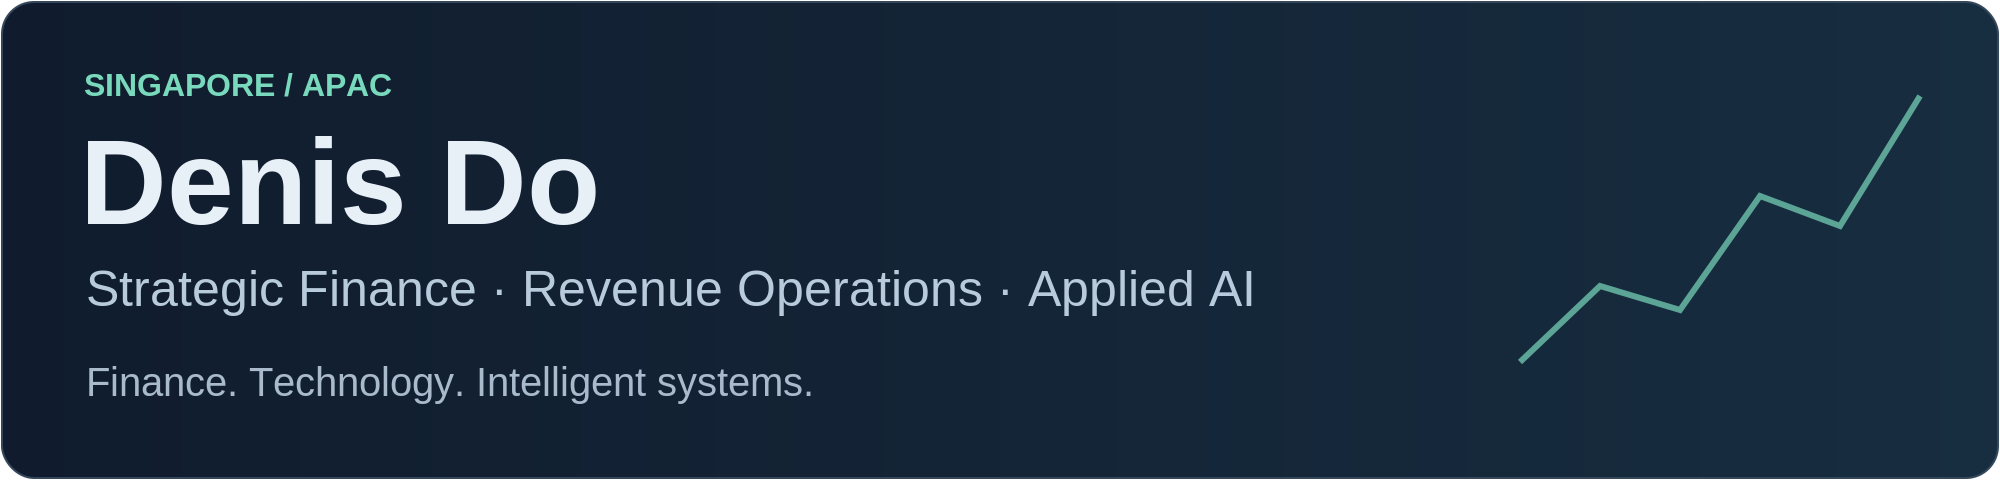 SINGAPORE / APAC
Denis Do
Strategic Finance · Revenue Operations · Applied AI
Finance. Technology. Intelligent systems.